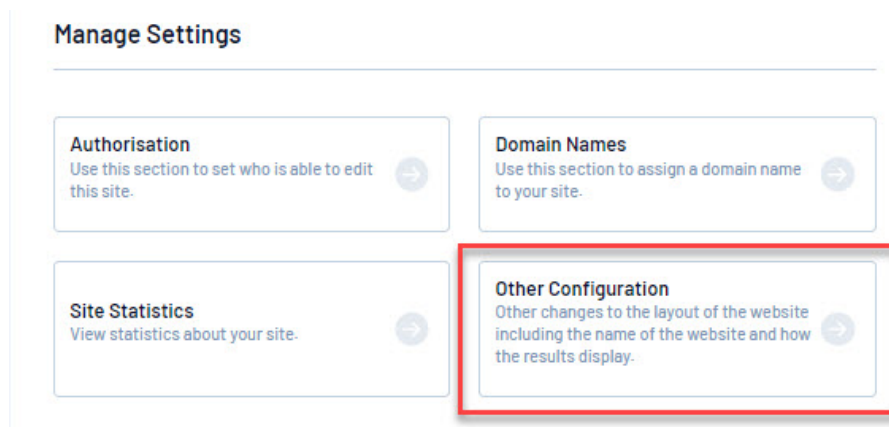 Manage Settings
Authorisation
Use this section to set who is able to edit
this site.
Domain Names
Use this section to assign a domain name
to your site.
Site Statistics
View statistics about your site.
Other Configuration
Other changes to the layout of the website
including the name of the website and how
the results display.